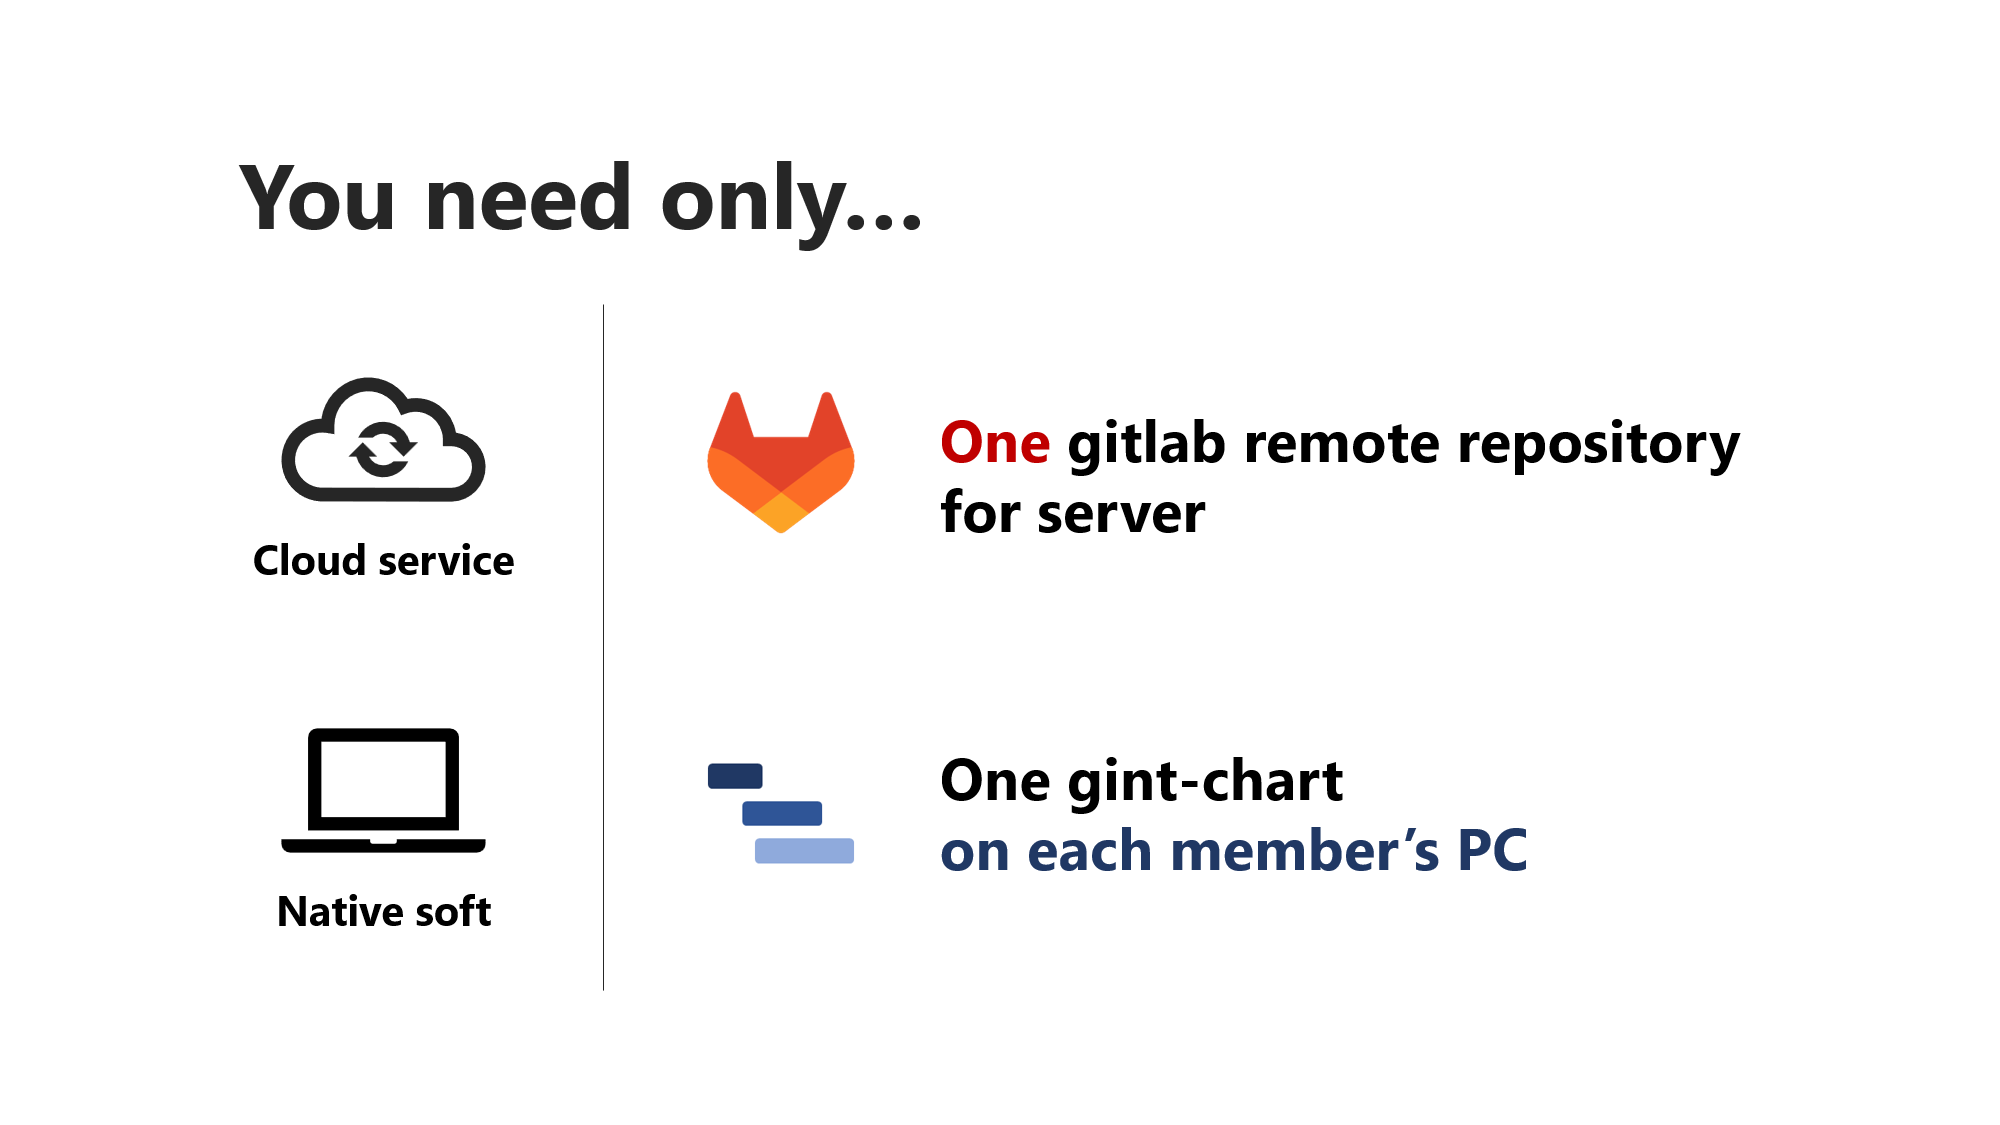 You need only...
Cloud service
One gitlab remote repository
for server
Native soft
One gint-chart
on each member’s PC